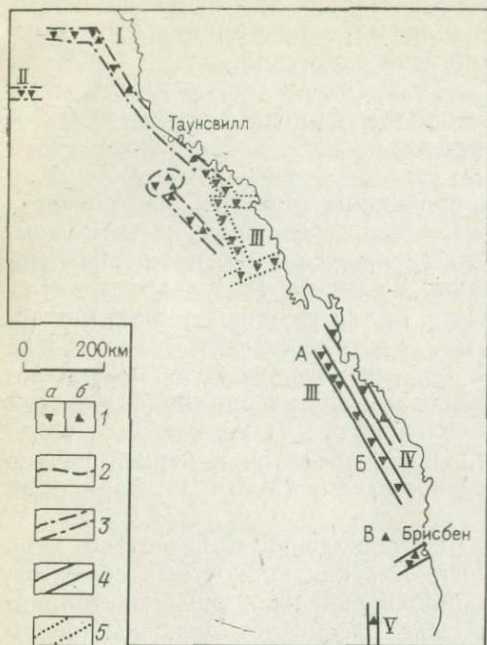 I
II
Таунсвилл
III
0 200км
А
III
а б
1
Б
IV
2
3
В Брисбен
4
V
5